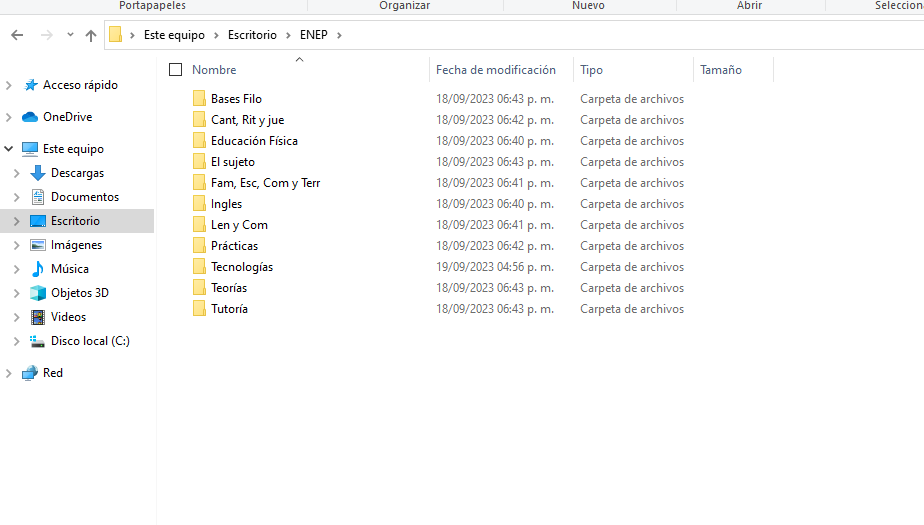 Portapapeles Organizar Nuevo Abrir
Este equipo Escritorio ENEP
Nombre Fecha de modificación Tipo Tamaño
Acceso rápido
OneDrive
Este equipo
Descargas
Documentos
Escritorio
Imágenes
Música
Objetos 3D
Videos
Disco local (C:)
Red
Bases Filo 18/09/2023 06:43 p. m. Carpeta de archivos
Cant, Rit y jue 18/09/2023 06:42 p. m. Carpeta de archivos
Educación Física 18/09/2023 06:40 p. m. Carpeta de archivos
El sujeto 18/09/2023 06:43 p. m. Carpeta de archivos
Fam, Esc, Com y Terr 18/09/2023 06:41 p. m. Carpeta de archivos
Ingles 18/09/2023 06:40 p. m. Carpeta de archivos
Len y Com 18/09/2023 06:41 p. m. Carpeta de archivos
Prácticas 18/09/2023 06:42 p. m. Carpeta de archivos
Tecnologías 19/09/2023 04:56 p. m. Carpeta de archivos
Teorías 18/09/2023 06:43 p. m. Carpeta de archivos
Tutoría 18/09/2023 06:43 p. m. Carpeta de archivos